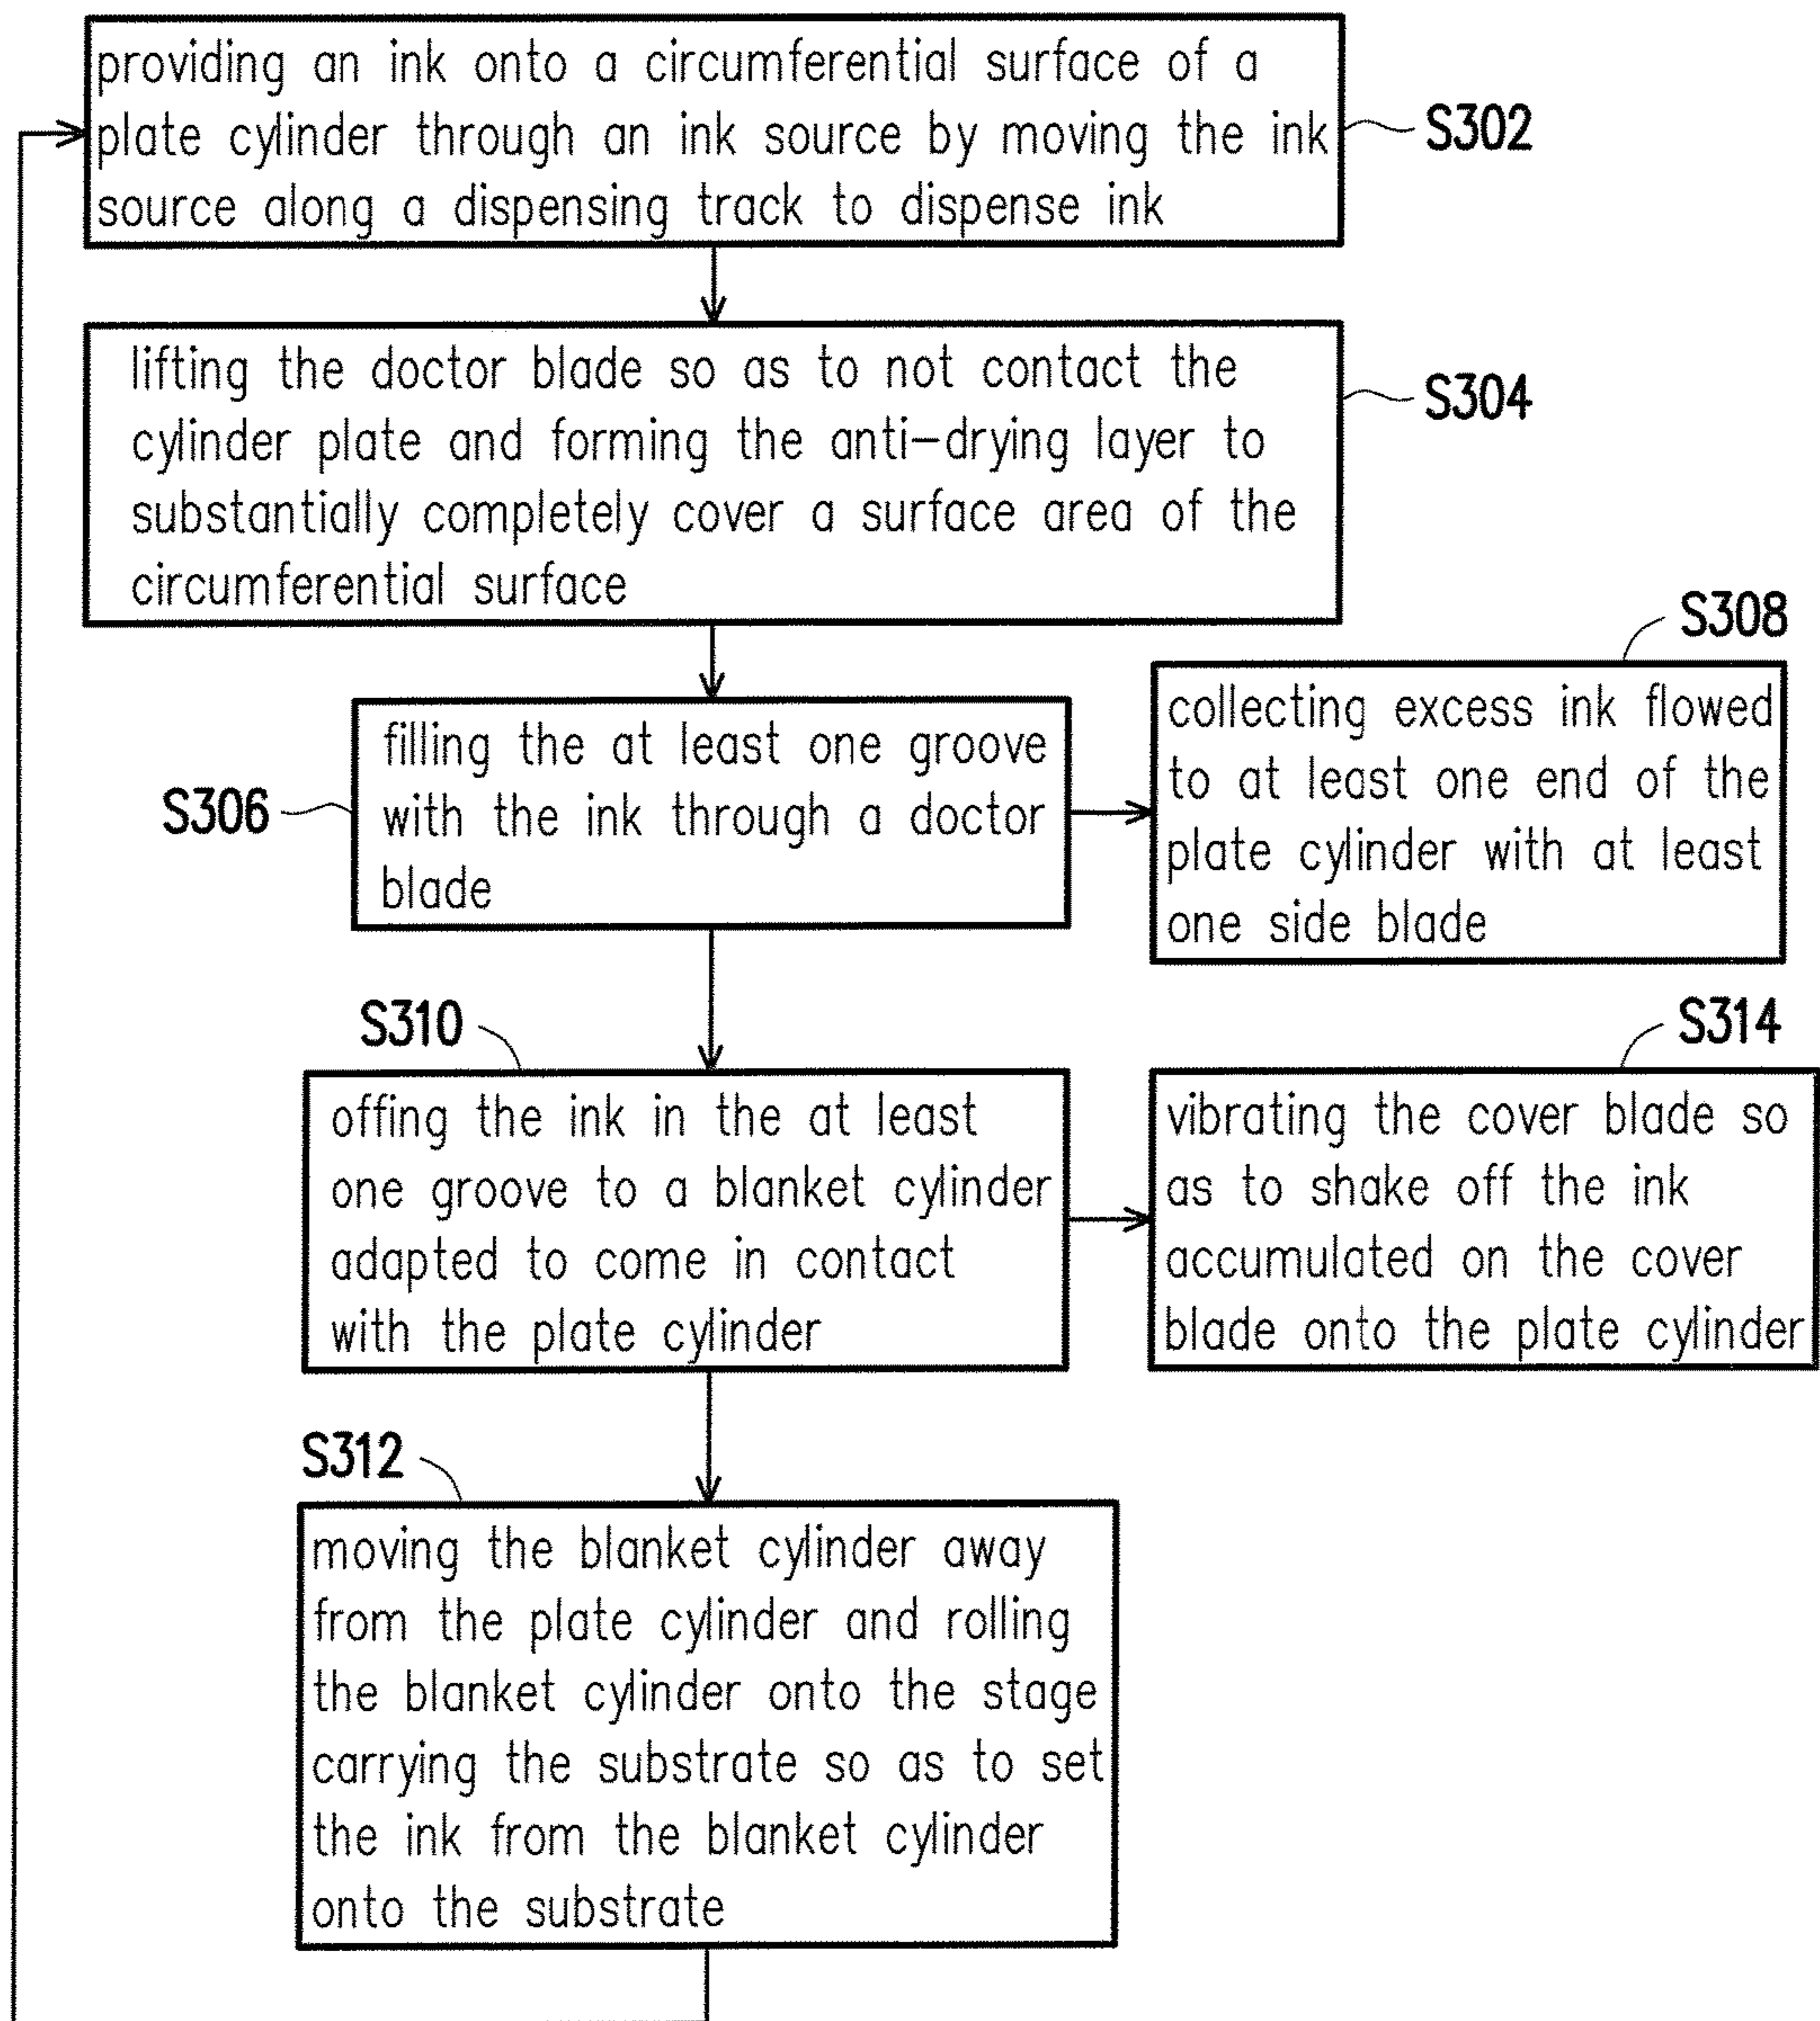 providing an ink onto a circumferential surface of a
plate cylinder through an ink source by moving the ink
source along a dispensing track to dispense ink
S302
lifting the doctor blade so as to not contact the
cylinder plate and forming the anti-drying layer to
substantially completely cover a surface area of the
circumferential surface
S304
S306
filling the at least one groove
with the ink through a doctor
blade
S308
collecting excess ink flowed
to at least one end of the
plate cylinder with at least
one side blade
S310
offing the ink in the at least
one groove to a blanket cylinder
adapted to come in contact
with the plate cylinder
S314
vibrating the cover blade so
as to shake off the ink
accumulated on the cover
blade onto the plate cylinder
S312
moving the blanket cylinder away
from the plate cylinder and rolling
the blanket cylinder onto the stage
carrying the substrate so as to set
the ink from the blanket cylinder
onto the substrate